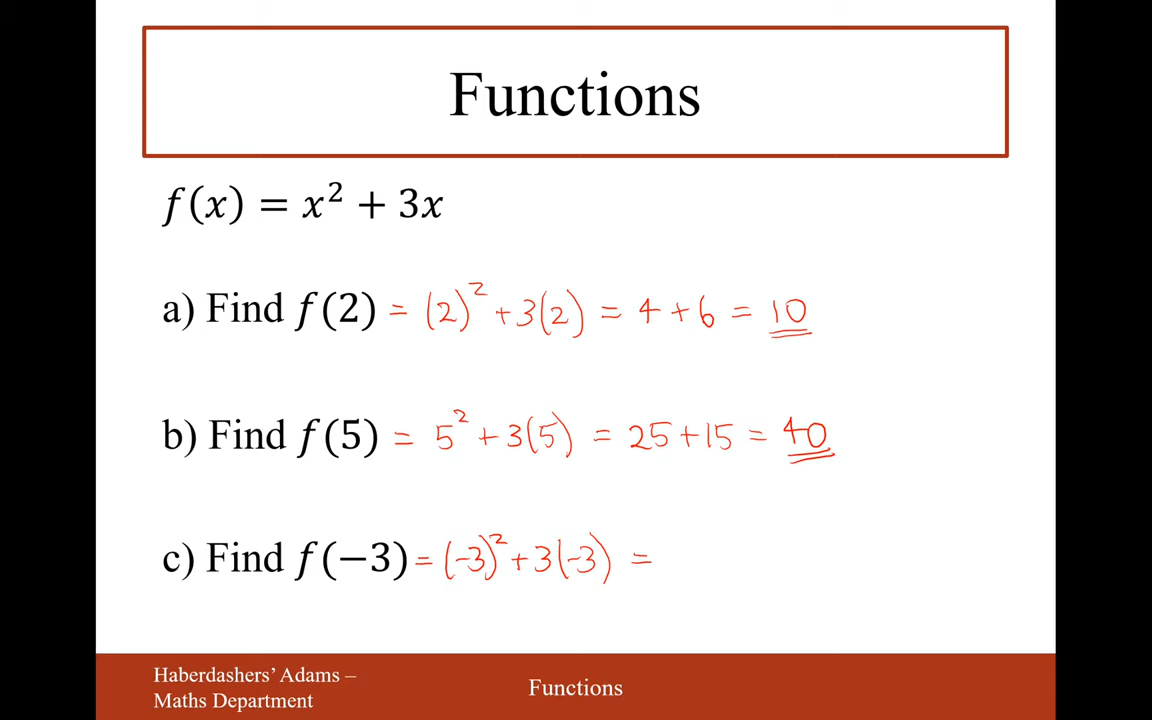 Functions
f(x) = x² + 3x
a) Find f(2) = (2)² + 3(2) = 4 + 6 = 10
b) Find f(5) = 5² + 3(5) = 25 + 15 = 40
c) Find f(−3) = (-3)² + 3(-3) =
Haberdashers’ Adams –
Maths Department
Functions